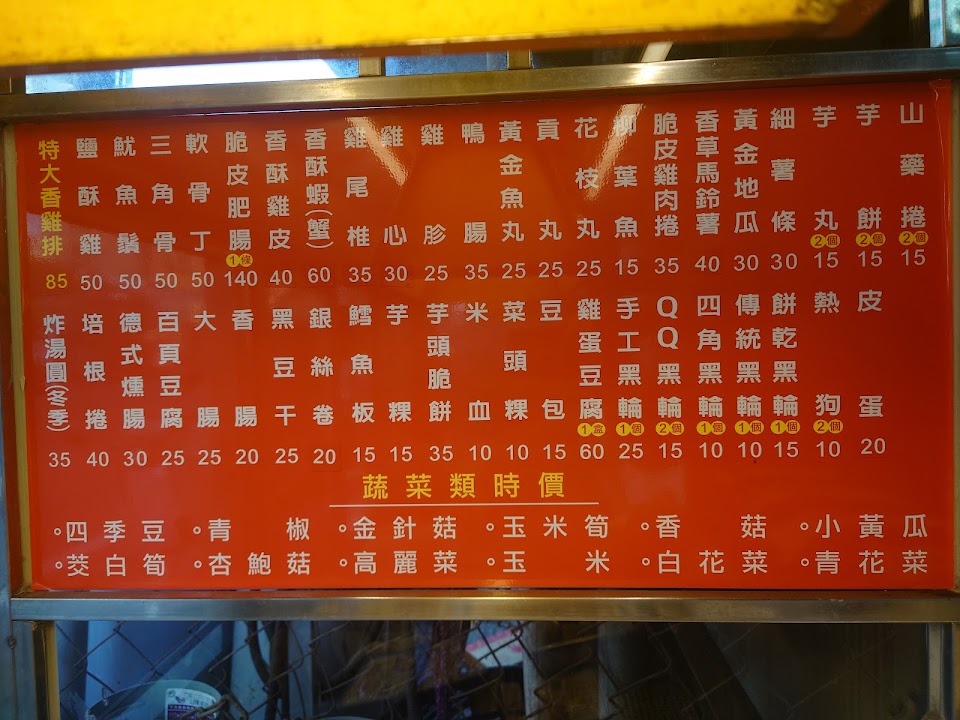 特大香雞排 85
鹽酥雞 50
魷魚鬚 50
三角骨 50
軟骨丁 50
脆皮肥腸 1條 140
香酥雞皮 40
香酥蝦(蟹) 60
雞尾椎 35
雞心 30
雞胗 25
鴨腸 35
黃金魚丸 25
貢丸 25
花枝丸 25
柳葉魚 15
脆皮雞肉捲 35
香草馬鈴薯 40
黃金地瓜 30
細薯條 30
芋丸 2個 15
芋餅 2個 15
山藥捲 2個 15
炸湯圓(冬季) 35
培根捲 40
德式燻腸 30
百頁豆腐 25
大腸 25
香腸 20
黑豆干 25
銀絲卷 20
鱈魚板 15
芋粿 15
芋頭脆餅 35
米血 10
菜頭粿 10
豆包 15
雞蛋豆腐 1盒 60
手工黑輪 1個 25
QQ黑輪 2個 15
四角黑輪 1個 10
傳統黑輪 1個 10
餅乾黑輪 1個 15
熱狗 2個 10
皮蛋 20
蔬菜類時價
。四季豆 。青椒 。金針菇 。玉米筍 。香菇 。小黃瓜
。茭白筍 。杏鮑菇 。高麗菜 。玉米 。白花菜 。青花菜